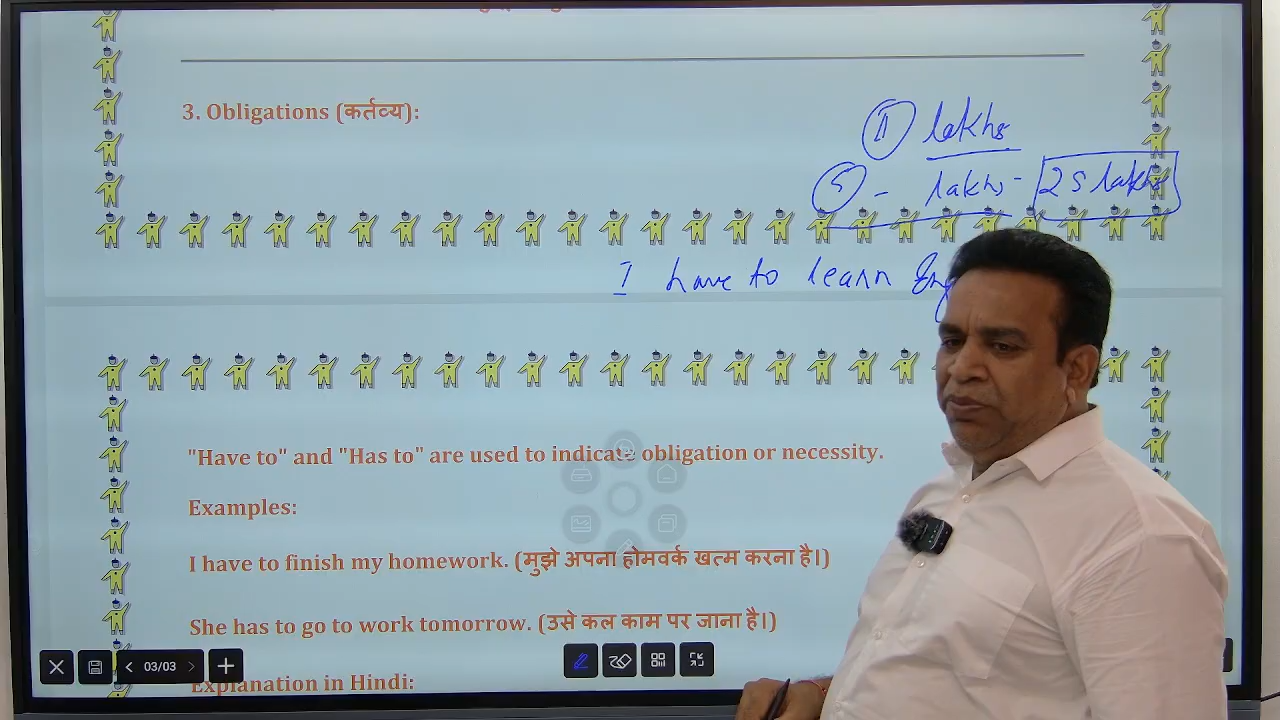 3. Obligations (कर्तव्य):
11 lakhs
5 - lakhs - 25 lakhs
I have to learn
"Have to" and "Has to" are used to indicate obligation or necessity.
Examples:
I have to finish my homework. (मुझे अपना होमवर्क खत्म करना है।)
She has to go to work tomorrow. (उसे कल काम पर जाना है।)
03/03
Explanation in Hindi: